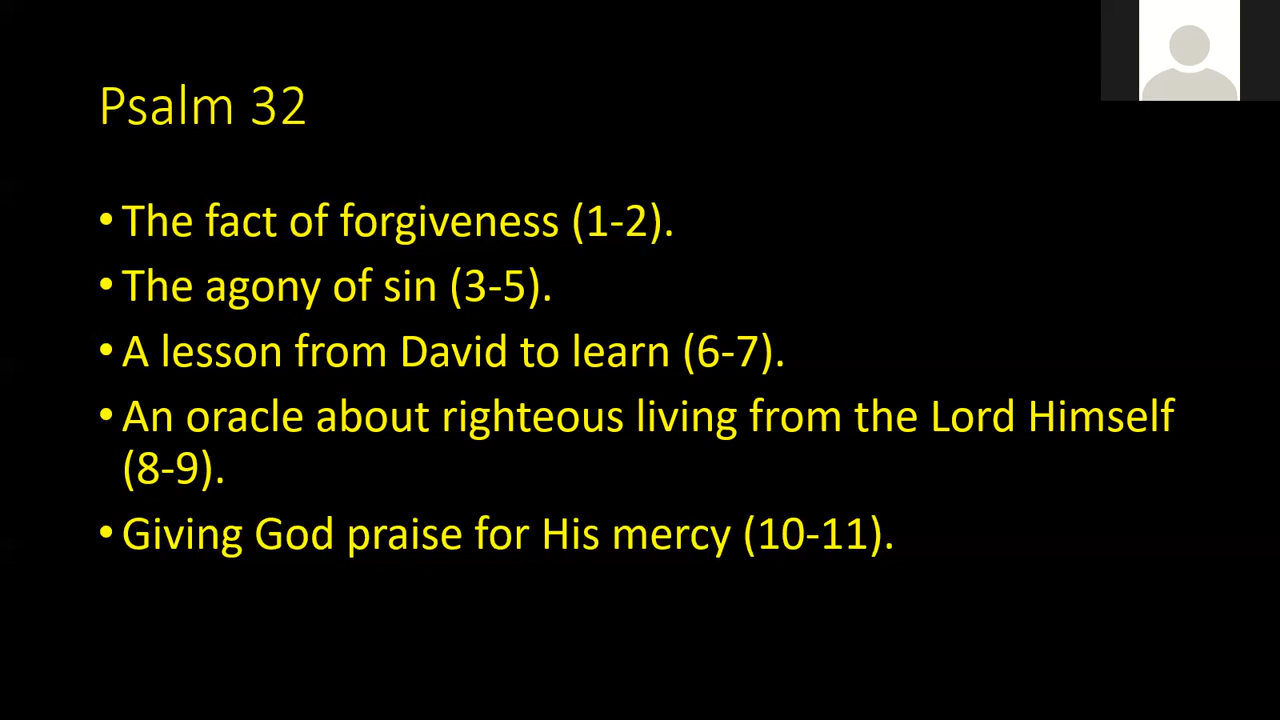 Psalm 32
• The fact of forgiveness (1-2).
• The agony of sin (3-5).
• A lesson from David to learn (6-7).
• An oracle about righteous living from the Lord Himself
(8-9).
• Giving God praise for His mercy (10-11).